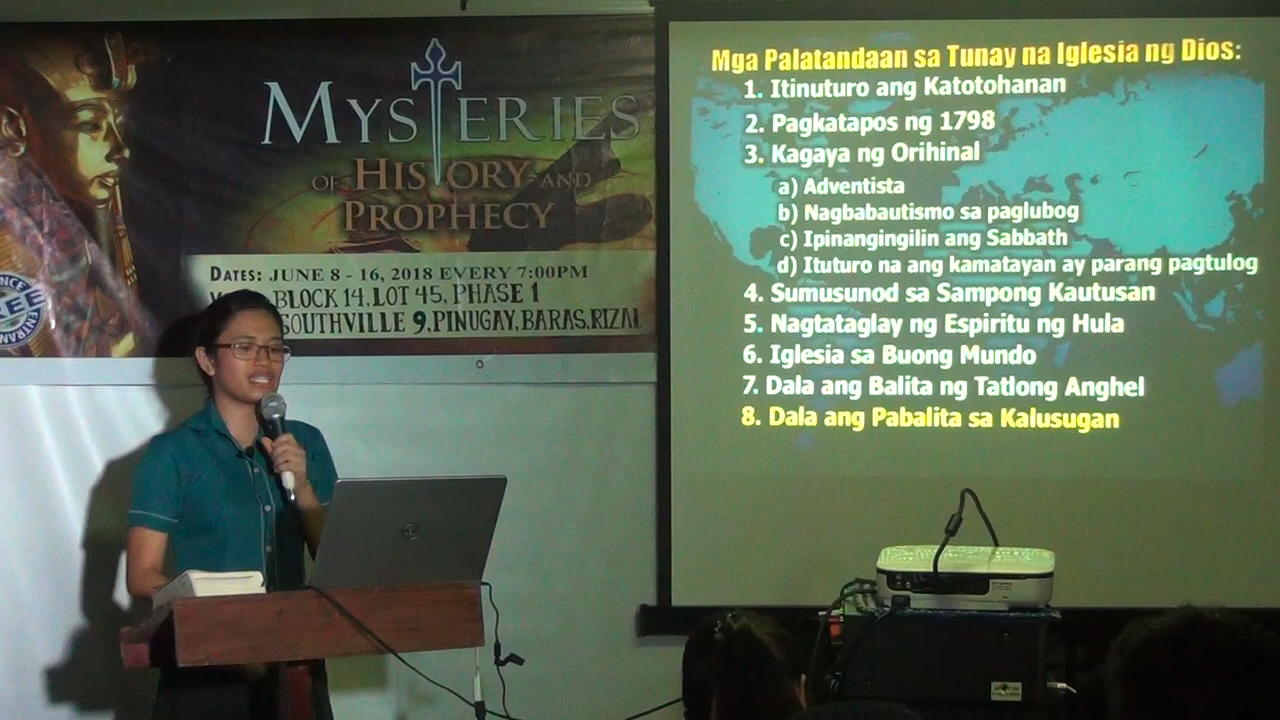 MYSTERIES
OF HISTORY AND
PROPHECY
DATES: JUNE 8 - 16, 2018 EVERY 7:00PM
BLOCK 14, LOT 45, PHASE 1
SOUTHVILLE 9, PINUGAY, BARAS, RIZAL
FREE
Mga Palatandaan sa Tunay na Iglesia ng Dios:
1. Itinuturo ang Katotohanan
2. Pagkatapos ng 1798
3. Kagaya ng Orihinal
a) Adventista
b) Nagbabautismo sa paglubog
c) Ipinangingilin ang Sabbath
d) Ituturo na ang kamatayan ay parang pagtulog
4. Sumusunod sa Sampong Kautusan
5. Nagtataglay ng Espiritu ng Hula
6. Iglesia sa Buong Mundo
7. Dala ang Balita ng Tatlong Anghel
8. Dala ang Pabalita sa Kalusugan